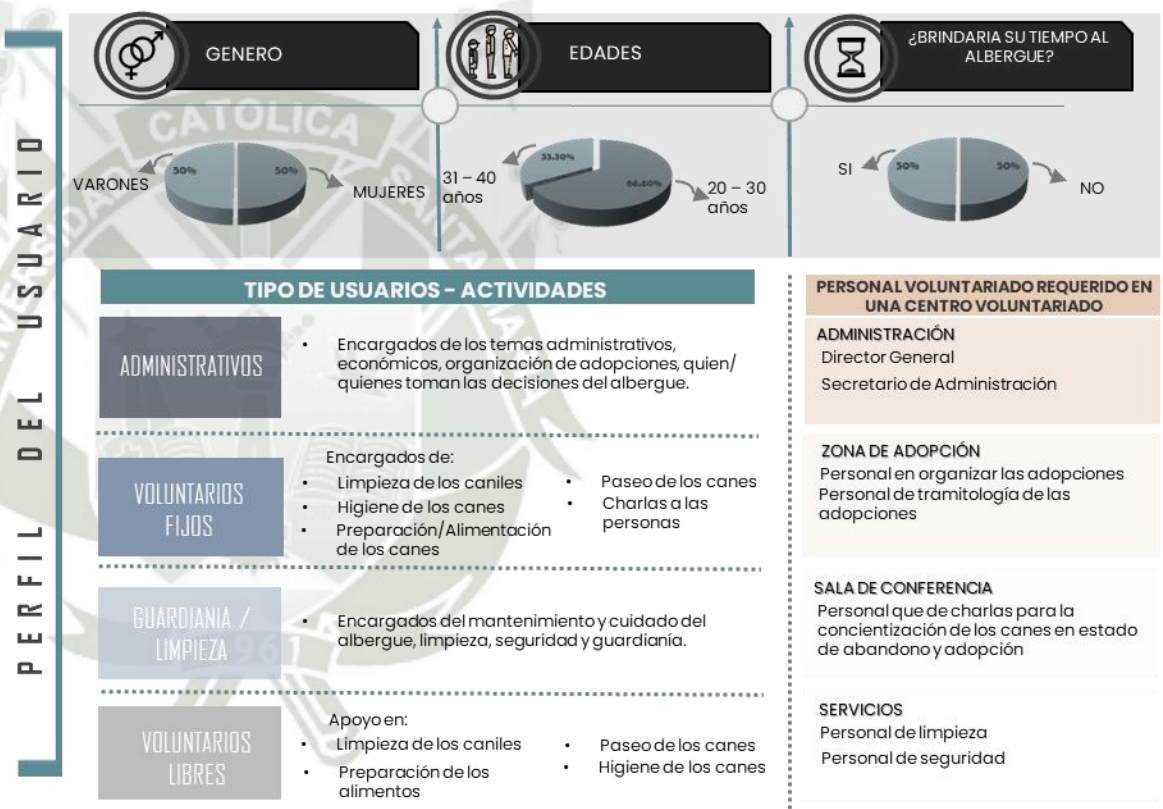 PERFIL DEL USUARIO
GENERO
EDADES
¿BRINDARIA SU TIEMPO AL
ALBERGUE?
50%
50%
VARONES
MUJERES
33.30%
66.60%
31 – 40
años
20 – 30
años
50%
50%
SI
NO
TIPO DE USUARIOS - ACTIVIDADES
ADMINISTRATIVOS
• Encargados de los temas administrativos,
económicos, organización de adopciones, quien/
quienes toman las decisiones del albergue.
VOLUNTARIOS
FIJOS
Encargados de:
• Limpieza de los caniles
• Higiene de los canes
• Preparación/Alimentación
de los canes
• Paseo de los canes
• Charlas a las
personas
GUARDIANIA /
LIMPIEZA
• Encargados del mantenimiento y cuidado del
albergue, limpieza, seguridad y guardianía.
VOLUNTARIOS
LIBRES
Apoyo en:
• Limpieza de los caniles
• Preparación de los
alimentos
• Paseo de los canes
• Higiene de los canes
PERSONAL VOLUNTARIADO REQUERIDO EN
UNA CENTRO VOLUNTARIADO
ADMINISTRACIÓN
Director General
Secretario de Administración
ZONA DE ADOPCIÓN
Personal en organizar las adopciones
Personal de tramitología de las
adopciones
SALA DE CONFERENCIA
Personal que de charlas para la
concientización de los canes en estado
de abandono y adopción
SERVICIOS
Personal de limpieza
Personal de seguridad
CATOLICA
SANTA MARIA